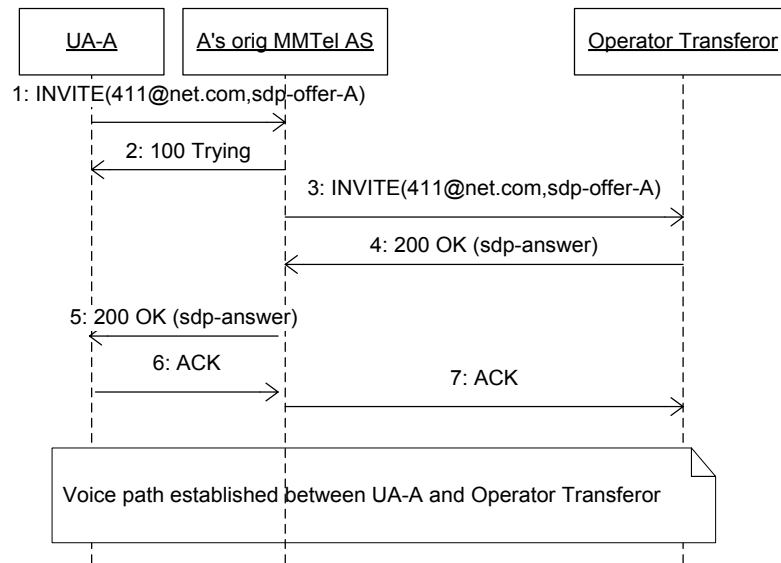 UA-A
A's orig MMTel AS
Operator Transferor
1: INVITE(411@net.com,sdp-offer-A)
2: 100 Trying
3: INVITE(411@net.com,sdp-offer-A)
4: 200 OK (sdp-answer)
5: 200 OK (sdp-answer)
6: ACK
7: ACK
Voice path established between UA-A and Operator Transferor